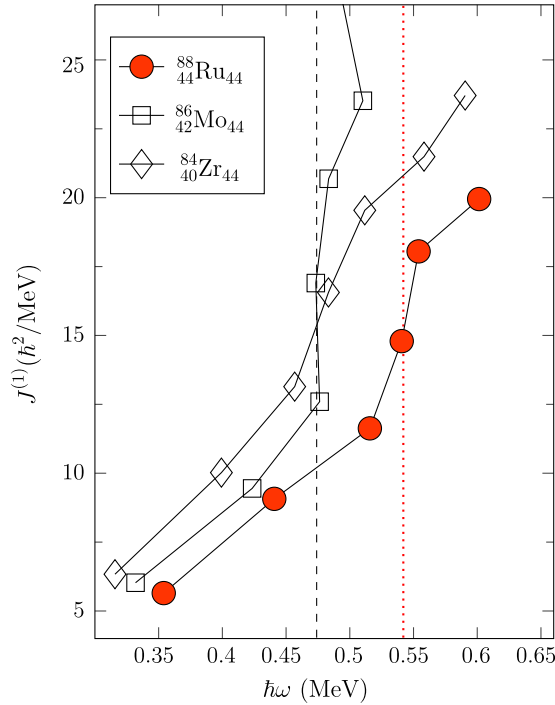 25
20
15
10
5
J⁽¹⁾(ℏ²/MeV)
⁸⁸₄₄Ru₄₄
⁸⁶₄₂Mo₄₄
⁸⁴₄₀Zr₄₄
0.35 0.4 0.45 0.5 0.55 0.6 0.65
ℏω (MeV)